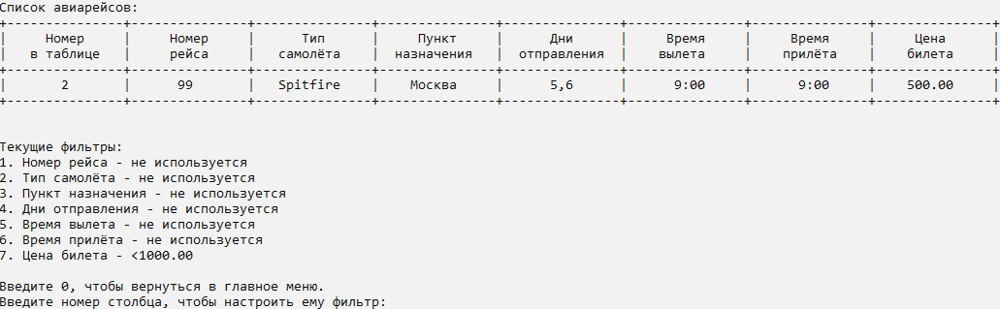 Список авиарейсов:
Номер Номер Тип Пункт Дни Время Время Цена
в таблице рейса самолёта назначения отправления вылета прилёта билета
2 99 Spitfire Москва 5,6 9:00 9:00 500.00
Текущие фильтры:
1. Номер рейса - не используется
2. Тип самолёта - не используется
3. Пункт назначения - не используется
4. Дни отправления - не используется
5. Время вылета - не используется
6. Время прилёта - не используется
7. Цена билета - <1000.00
Введите 0, чтобы вернуться в главное меню.
Введите номер столбца, чтобы настроить ему фильтр: